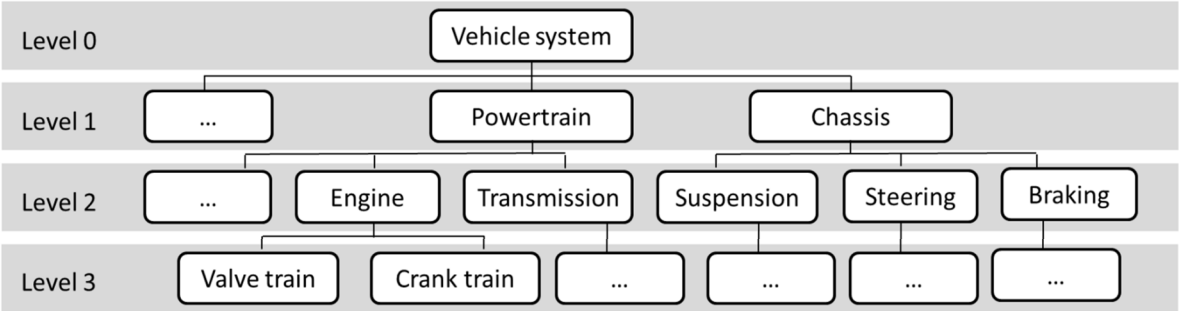 Level 0
Vehicle system
Level 1
...
Powertrain
Chassis
Level 2
...
Engine
Transmission
Suspension
Steering
Braking
Level 3
Valve train
Crank train
...
...
...
...